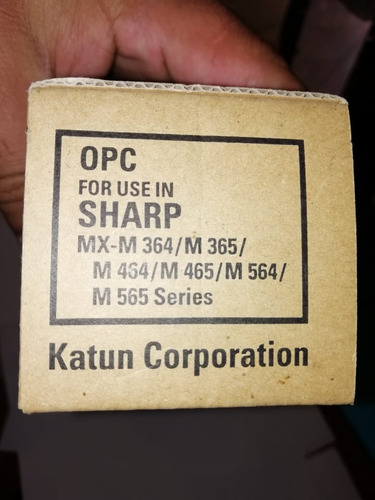 OPC
FOR USE IN
SHARP
MX-M 364/M 365/
M 464/M 465/M 564/
M 565 Series
Katun Corporation